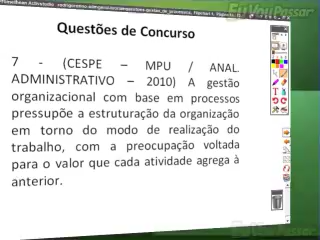 EuVouPassar
Questões de Concurso
7 - (CESPE – MPU / ANAL.
ADMINISTRATIVO – 2010) A gestão
organizacional com base em processos
pressupõe a estruturação da organização
em torno do modo de realização do
trabalho, com a preocupação voltada
para o valor que cada atividade agrega à
anterior.
EuVouPassar